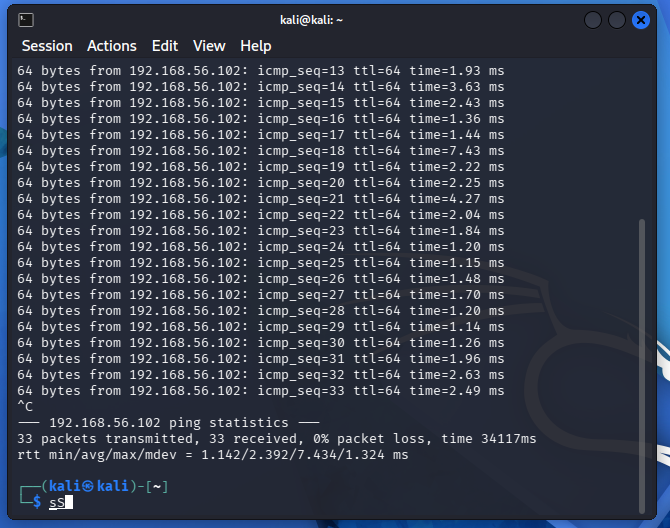 kali@kali: ~
Session Actions Edit View Help
64 bytes from 192.168.56.102: icmp_seq=13 ttl=64 time=1.93 ms
64 bytes from 192.168.56.102: icmp_seq=14 ttl=64 time=3.63 ms
64 bytes from 192.168.56.102: icmp_seq=15 ttl=64 time=2.43 ms
64 bytes from 192.168.56.102: icmp_seq=16 ttl=64 time=1.36 ms
64 bytes from 192.168.56.102: icmp_seq=17 ttl=64 time=1.44 ms
64 bytes from 192.168.56.102: icmp_seq=18 ttl=64 time=7.43 ms
64 bytes from 192.168.56.102: icmp_seq=19 ttl=64 time=2.22 ms
64 bytes from 192.168.56.102: icmp_seq=20 ttl=64 time=2.25 ms
64 bytes from 192.168.56.102: icmp_seq=21 ttl=64 time=4.27 ms
64 bytes from 192.168.56.102: icmp_seq=22 ttl=64 time=2.04 ms
64 bytes from 192.168.56.102: icmp_seq=23 ttl=64 time=1.84 ms
64 bytes from 192.168.56.102: icmp_seq=24 ttl=64 time=1.20 ms
64 bytes from 192.168.56.102: icmp_seq=25 ttl=64 time=1.15 ms
64 bytes from 192.168.56.102: icmp_seq=26 ttl=64 time=1.48 ms
64 bytes from 192.168.56.102: icmp_seq=27 ttl=64 time=1.70 ms
64 bytes from 192.168.56.102: icmp_seq=28 ttl=64 time=1.20 ms
64 bytes from 192.168.56.102: icmp_seq=29 ttl=64 time=1.14 ms
64 bytes from 192.168.56.102: icmp_seq=30 ttl=64 time=1.26 ms
64 bytes from 192.168.56.102: icmp_seq=31 ttl=64 time=1.96 ms
64 bytes from 192.168.56.102: icmp_seq=32 ttl=64 time=2.63 ms
64 bytes from 192.168.56.102: icmp_seq=33 ttl=64 time=2.49 ms
^C
--- 192.168.56.102 ping statistics ---
33 packets transmitted, 33 received, 0% packet loss, time 34117ms
rtt min/avg/max/mdev = 1.142/2.392/7.434/1.324 ms
┌──(kali㉿kali)-[~]
└─$ sS